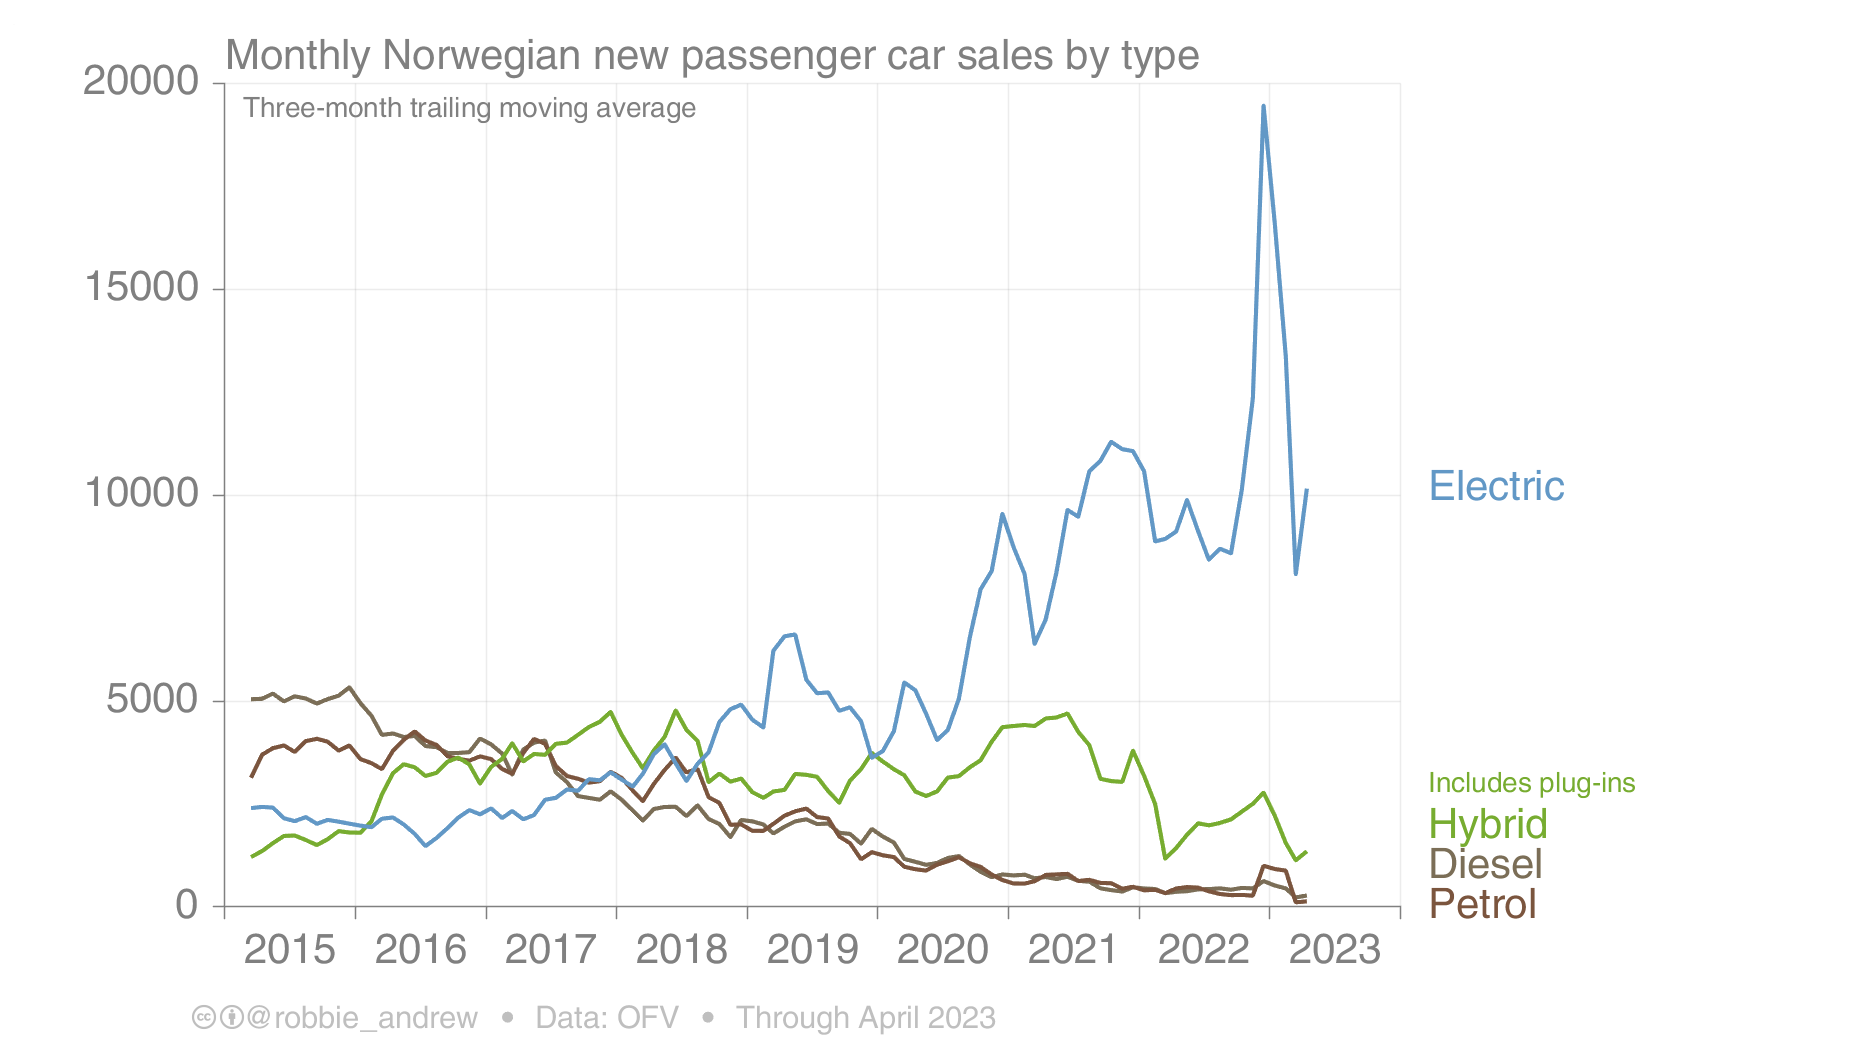 Monthly Norwegian new passenger car sales by type
Three-month trailing moving average
20000
15000
10000
5000
0
Electric
Includes plug-ins
Hybrid
Diesel
Petrol
2015 2016 2017 2018 2019 2020 2021 2022 2023
cc @robbie_andrew • Data: OFV • Through April 2023